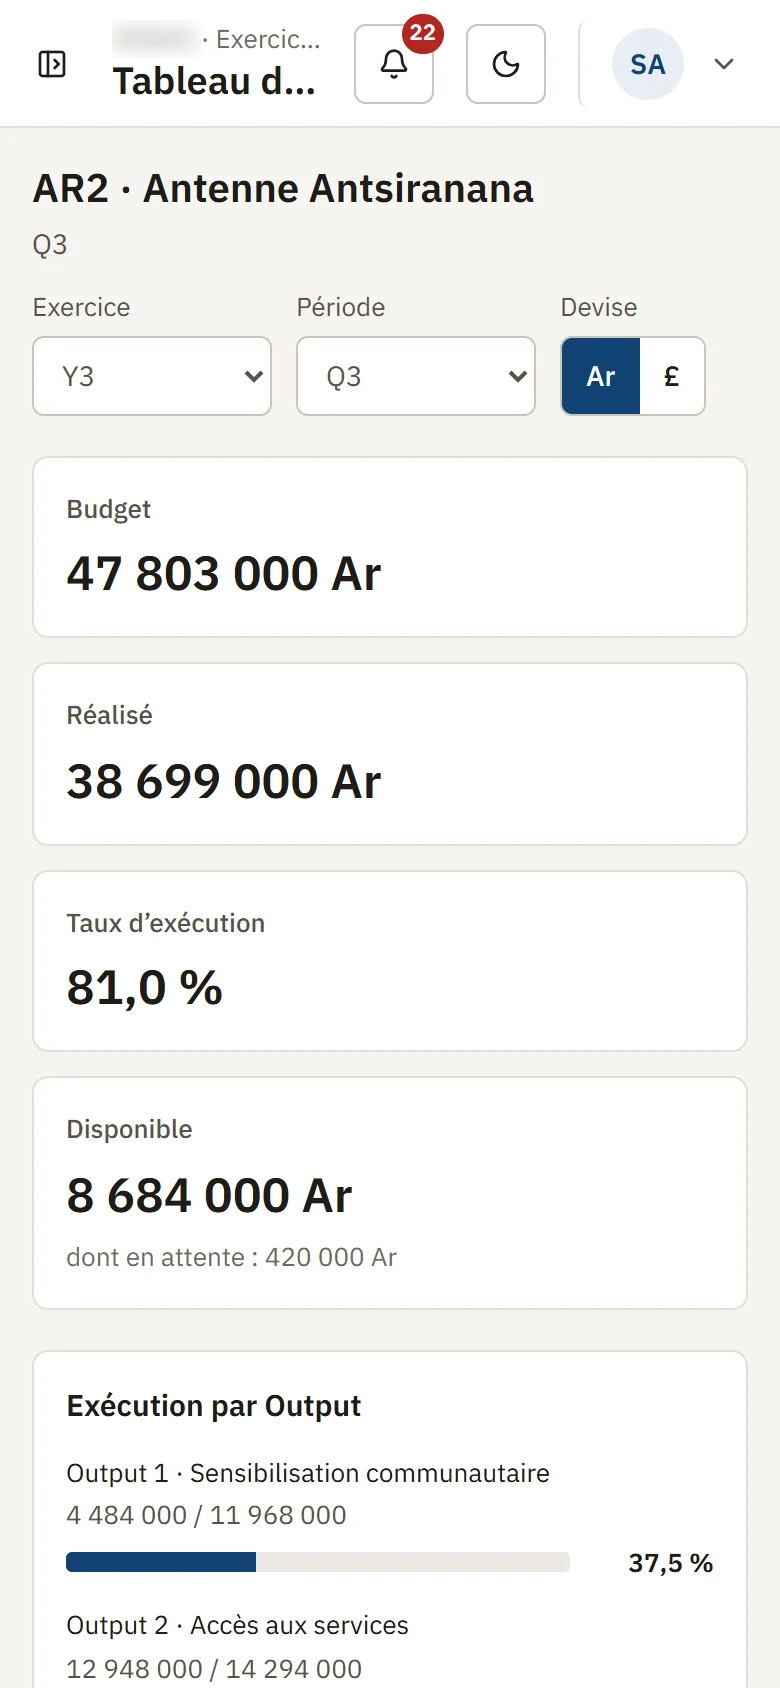 · Exercic...
Tableau d...
22
SA
AR2 · Antenne Antsiranana
Q3
Exercice
Période
Devise
Y3
Q3
Ar
£
Budget
47 803 000 Ar
Réalisé
38 699 000 Ar
Taux d’exécution
81,0 %
Disponible
8 684 000 Ar
dont en attente : 420 000 Ar
Exécution par Output
Output 1 · Sensibilisation communautaire
4 484 000 / 11 968 000
37,5 %
Output 2 · Accès aux services
12 948 000 / 14 294 000